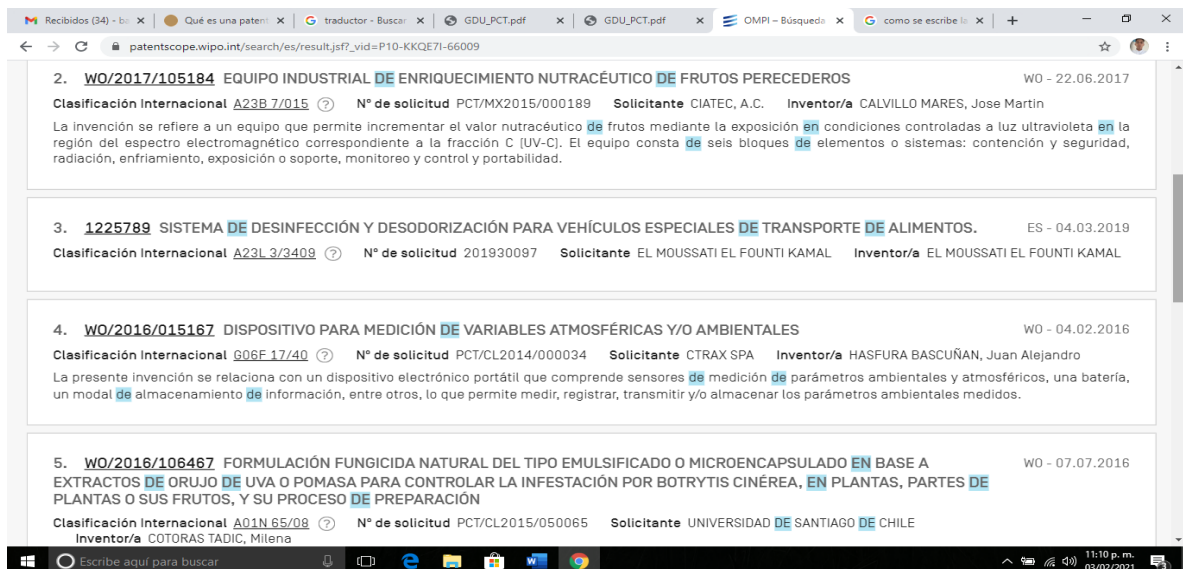 Recibidos (34) - ba
Qué es una patent
traductor - Buscar
GDU_PCT.pdf
GDU_PCT.pdf
OMPI – Búsqueda
como se escribe la
patentscope.wipo.int/search/es/result.jsf?_vid=P10-KKQE7I-66009
2. WO/2017/105184 EQUIPO INDUSTRIAL DE ENRIQUECIMIENTO NUTRACÉUTICO DE FRUTOS PERECEDEROS WO - 22.06.2017
Clasificación Internacional A23B 7/015 ? N° de solicitud PCT/MX2015/000189 Solicitante CIATEC, A.C. Inventor/a CALVILLO MARES, Jose Martin
La invención se refiere a un equipo que permite incrementar el valor nutracéutico de frutos mediante la exposición en condiciones controladas a luz ultravioleta en la
región del espectro electromagnético correspondiente a la fracción C (UV-C). El equipo consta de seis bloques de elementos o sistemas: contención y seguridad,
radiación, enfriamiento, exposición o soporte, monitoreo y control y portabilidad.
3. 1225789 SISTEMA DE DESINFECCIÓN Y DESODORIZACIÓN PARA VEHÍCULOS ESPECIALES DE TRANSPORTE DE ALIMENTOS. ES - 04.03.2019
Clasificación Internacional A23L 3/3409 ? N° de solicitud 201930097 Solicitante EL MOUSSATI EL FOUNTI KAMAL Inventor/a EL MOUSSATI EL FOUNTI KAMAL
4. WO/2016/015167 DISPOSITIVO PARA MEDICIÓN DE VARIABLES ATMOSFÉRICAS Y/O AMBIENTALES WO - 04.02.2016
Clasificación Internacional G06F 17/40 ? N° de solicitud PCT/CL2014/000034 Solicitante CTRAX SPA Inventor/a HASFURA BASCUÑAN, Juan Alejandro
La presente invención se relaciona con un dispositivo electrónico portátil que comprende sensores de medición de parámetros ambientales y atmosféricos, una batería,
un modal de almacenamiento de información, entre otros, lo que permite medir, registrar, transmitir y/o almacenar los parámetros ambientales medidos.
5. WO/2016/106467 FORMULACIÓN FUNGICIDA NATURAL DEL TIPO EMULSIFICADO O MICROENCAPSULADO EN BASE A WO - 07.07.2016
EXTRACTOS DE ORUJO DE UVA O POMASA PARA CONTROLAR LA INFESTACIÓN POR BOTRYTIS CINÉREA, EN PLANTAS, PARTES DE
PLANTAS O SUS FRUTOS, Y SU PROCESO DE PREPARACIÓN
Clasificación Internacional A01N 65/08 ? N° de solicitud PCT/CL2015/050065 Solicitante UNIVERSIDAD DE SANTIAGO DE CHILE
Inventor/a COTORAS TADIC, Milena
Escribe aquí para buscar
11:10 p. m.
03/02/2021